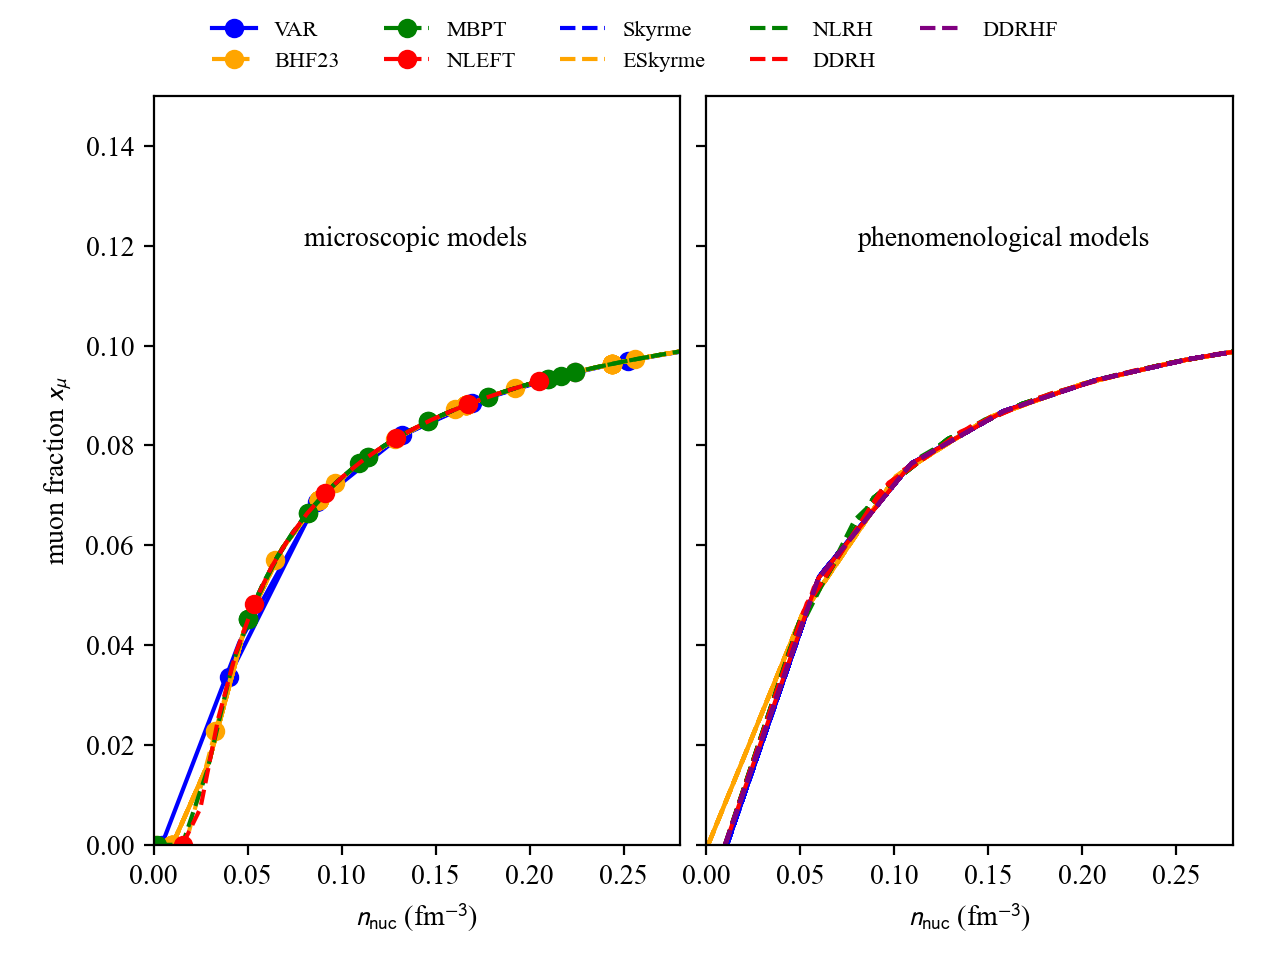 VAR MBPT Skyrme NLRH DDRHF
BHF23 NLEFT ESkyrme DDRH
0.14
0.12
0.10
0.08
0.06
0.04
0.02
0.00
muon fraction xμ
microscopic models
phenomenological models
0.00 0.05 0.10 0.15 0.20 0.25
0.00 0.05 0.10 0.15 0.20 0.25
nnuc (fm⁻³)
nnuc (fm⁻³)